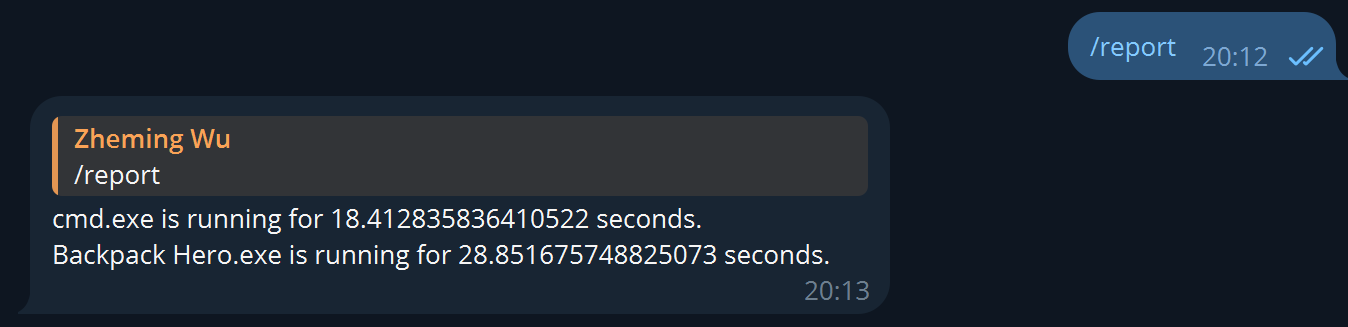 /report 20:12
Zheming Wu
/report
cmd.exe is running for 18.412835836410522 seconds.
Backpack Hero.exe is running for 28.851675748825073 seconds.
20:13